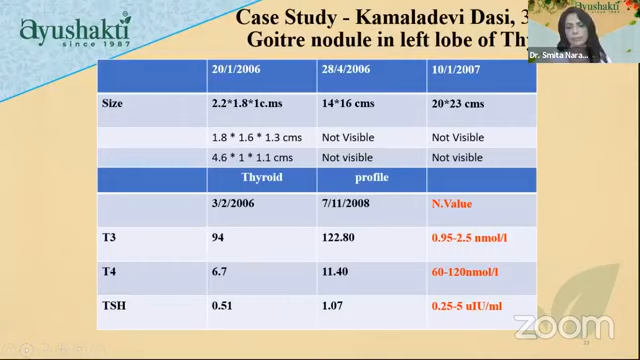 Ayushakti
since 1987
Case Study - Kamaladevi Dasi, 3
Goitre nodule in left lobe of Thy
Dr. Smita Nara...
20/1/2006 28/4/2006 10/1/2007
Size 2.2*1.8*1c.ms 14*16 cms 20*23 cms
1.8 * 1.6 * 1.3 cms Not Visible Not Visible
4.6 * 1 * 1.1 cms Not visible Not visible
Thyroid profile
3/2/2006 7/11/2008 N.Value
T3 94 122.80 0.95-2.5 nmol/l
T4 6.7 11.40 60-120nmol/l
TSH 0.51 1.07 0.25-5 uIU/ml
zoom